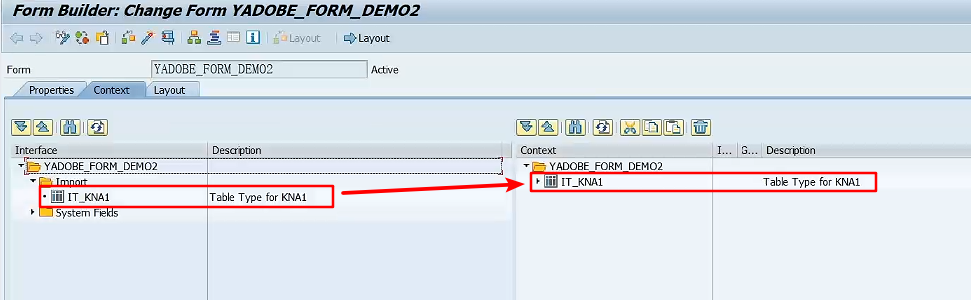 Form Builder: Change Form YADOBE_FORM_DEMO2
Layout Layout
Form YADOBE_FORM_DEMO2 Active
Properties Context Layout
Interface Description Context I... G... Description
YADOBE_FORM_DEMO2 YADOBE_FORM_DEMO2
Import IT_KNA1 Table Type for KNA1
IT_KNA1 Table Type for KNA1
System Fields